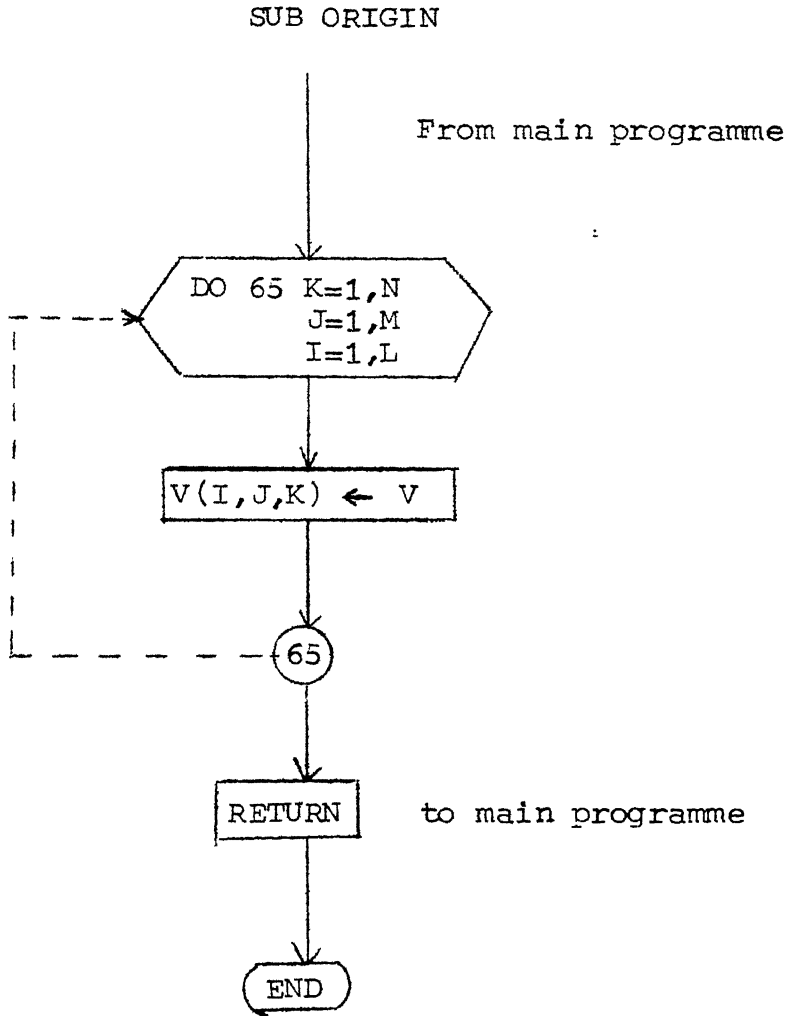 SUB ORIGIN
From main programme
DO 65 K=1,N
J=1,M
I=1,L
V(I,J,K) ← V
65
RETURN
to main programme
END